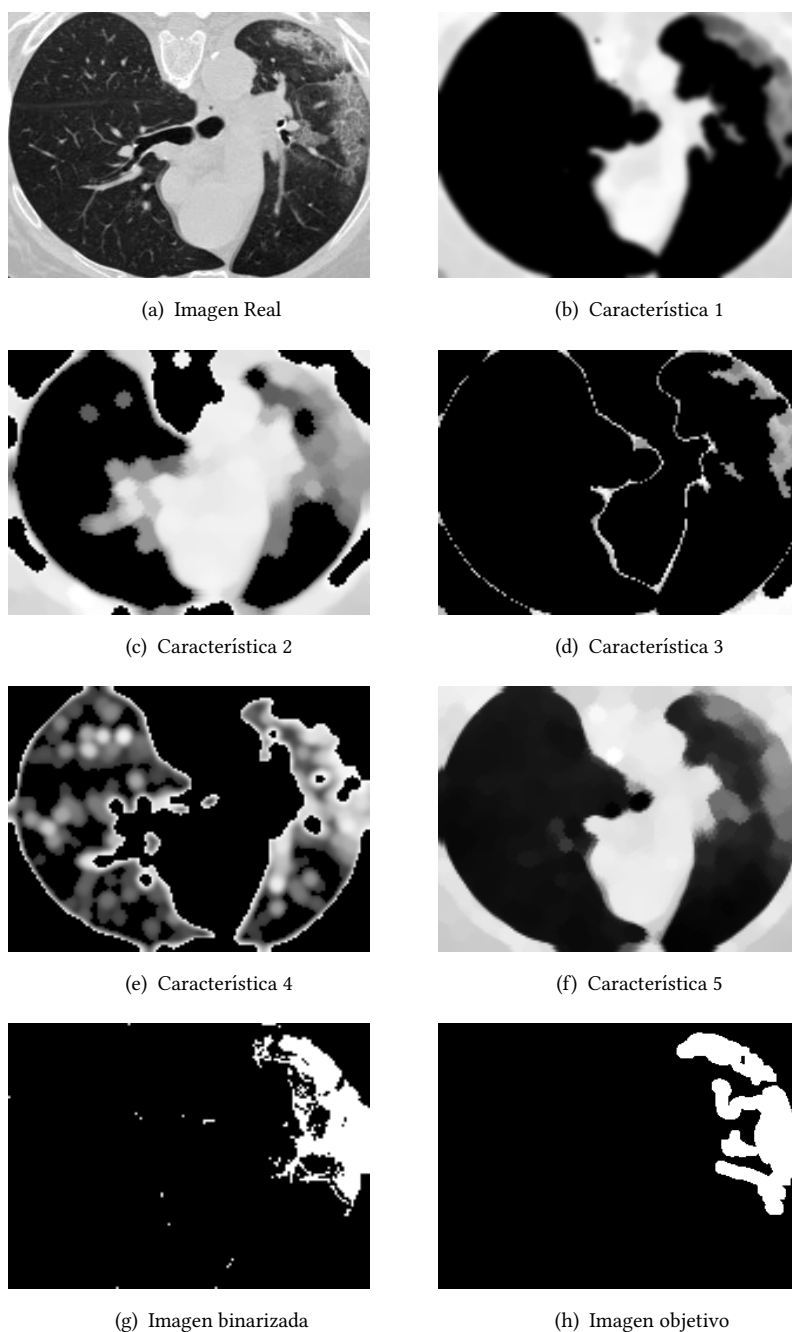 (a) Imagen Real
(b) Característica 1
(c) Característica 2
(d) Característica 3
(e) Característica 4
(f) Característica 5
(g) Imagen binarizada
(h) Imagen objetivo